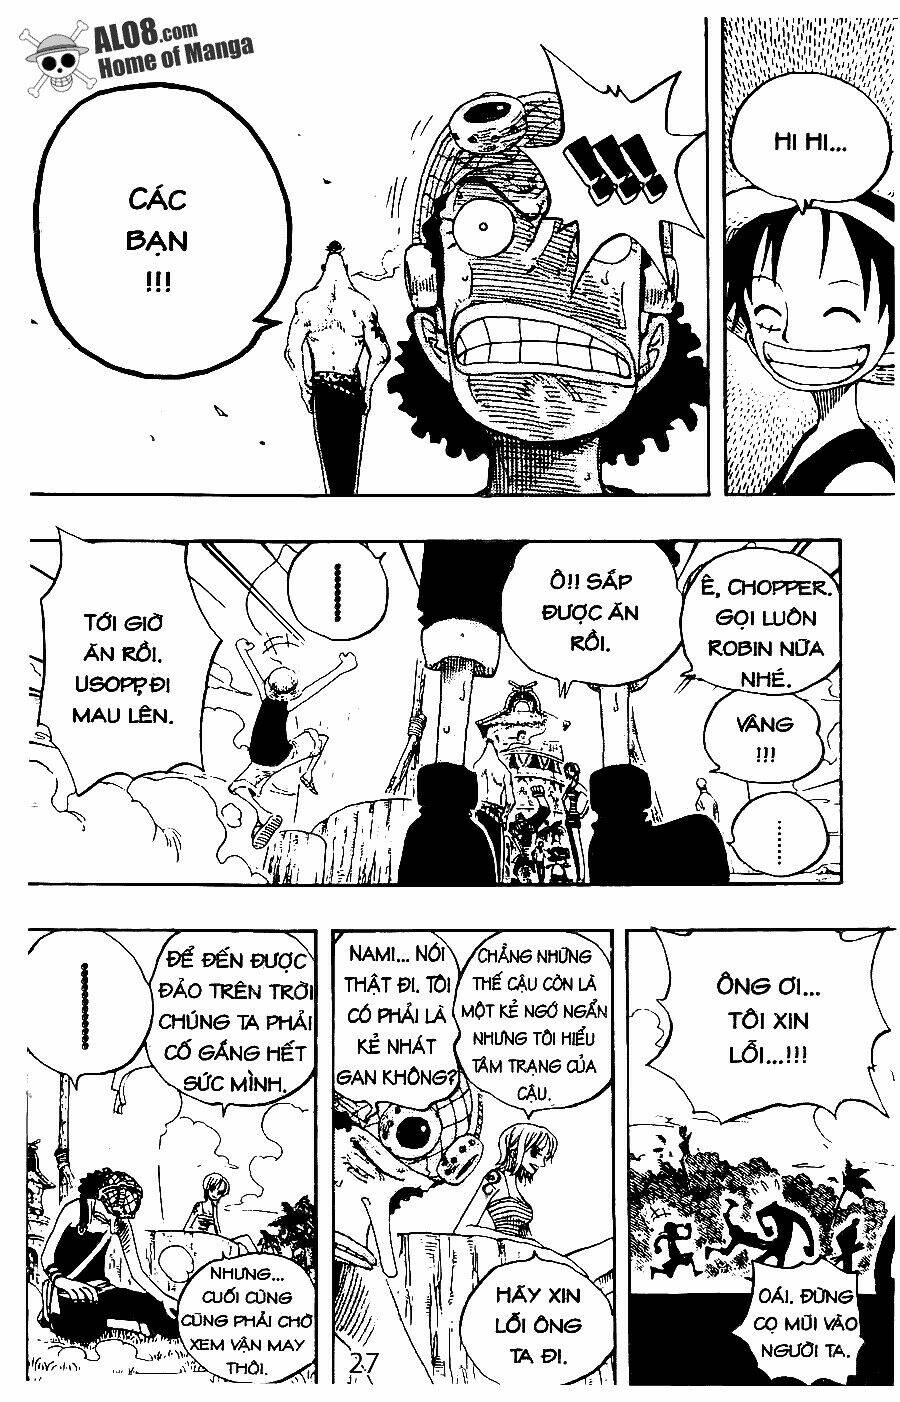 AL08.com
Home of Manga
HI HI...
!!!
CÁC
BẠN
!!!
Ê, CHOPPER.
GỌI LUÔN
ROBIN NỮA
NHÉ.
VÂNG
!!!
........
Ô!! SẮP
ĐƯỢC ĂN
RỒI.
.........
TỚI GIỜ
ĂN RỒI.
USOPP, ĐI
MAU LÊN.
ÔNG ƠI...
TÔI XIN
LỖI...!!!
OÁI. ĐỪNG
CỌ MŨI VÀO
NGƯỜI TA.
CHẲNG NHỮNG
THẾ CẬU CÒN LÀ
MỘT KẺ NGỚ NGẨN
NHƯNG TÔI HIỂU
TÂM TRẠNG CỦA
CẬU.
NAMI... NÓI
THẬT ĐI. TÔI
CÓ PHẢI LÀ
KẺ NHÁT
GAN KHÔNG?
HÃY XIN
LỖI ÔNG
TA ĐI.
ĐỂ ĐẾN ĐƯỢC
ĐẢO TRÊN TRỜI
CHÚNG TA PHẢI
CỐ GẮNG HẾT
SỨC MÌNH.
............
NHƯNG...
CUỐI CÙNG
CŨNG PHẢI CHỜ
XEM VẬN MAY
THÔI.
27